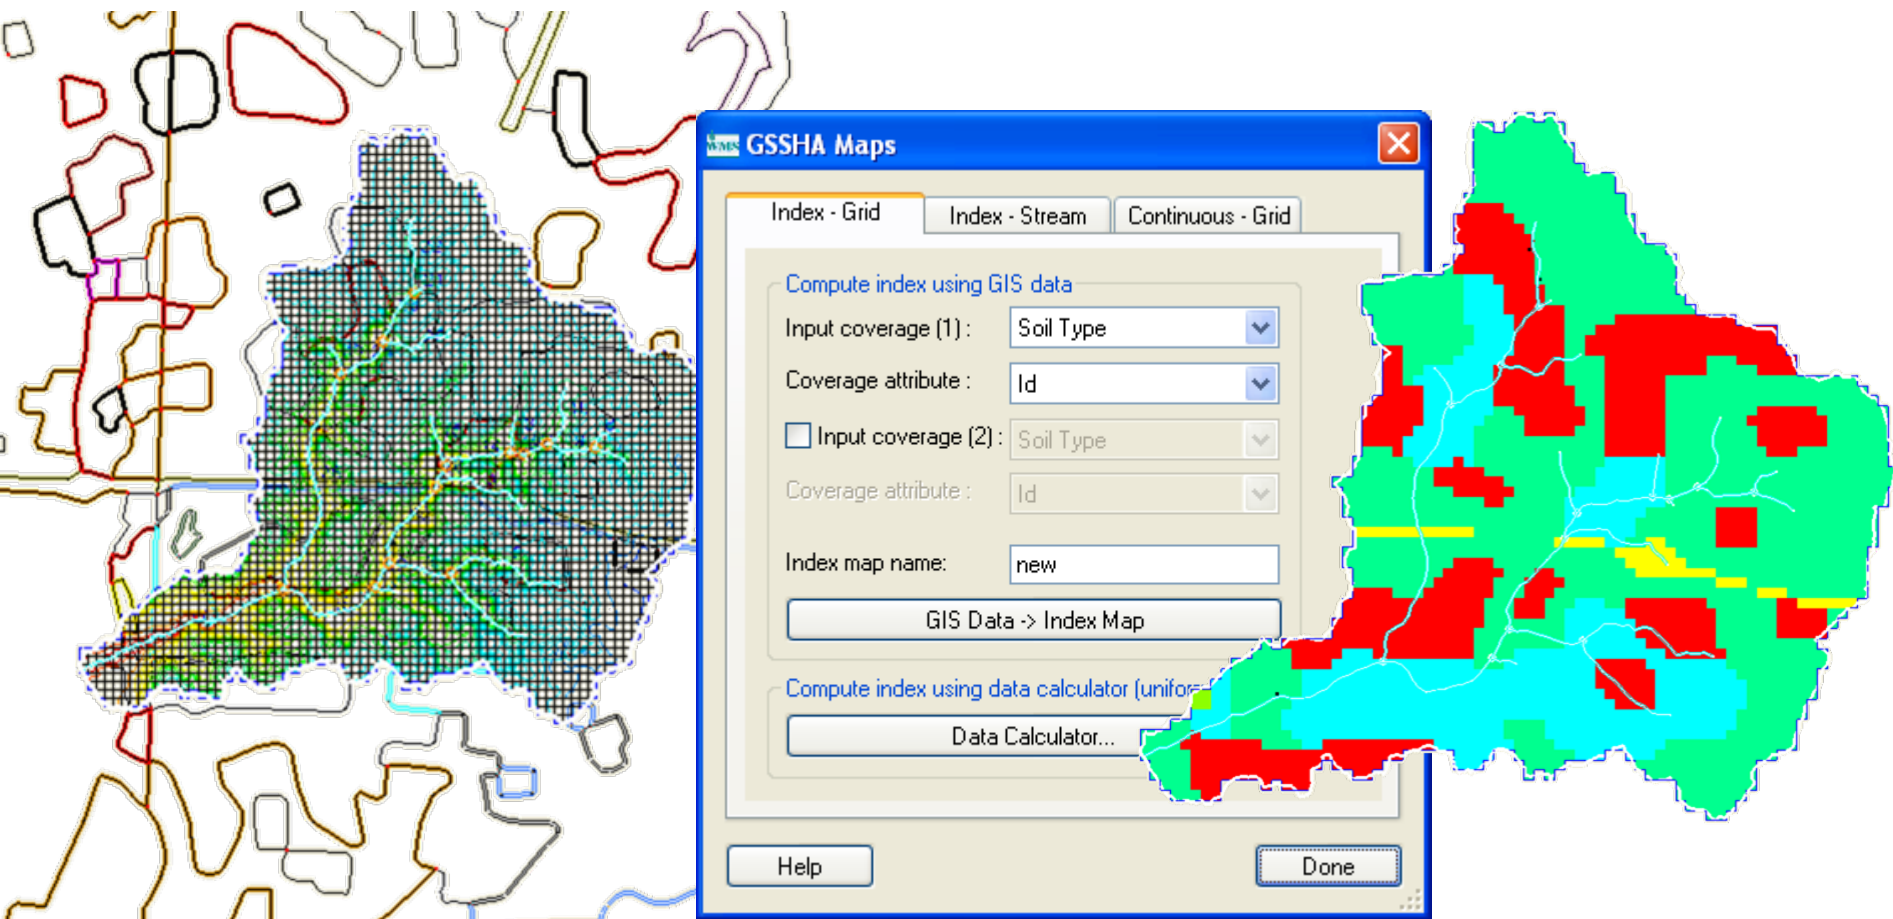 WMS GSSHA Maps
Index - Grid
Index - Stream
Continuous - Grid
Compute index using GIS data
Input coverage (1) :
Soil Type
Coverage attribute :
Id
Input coverage (2) :
Soil Type
Coverage attribute :
Id
Index map name:
new
GIS Data -> Index Map
Compute index using data calculator (unifor
Data Calculator...
Help
Done